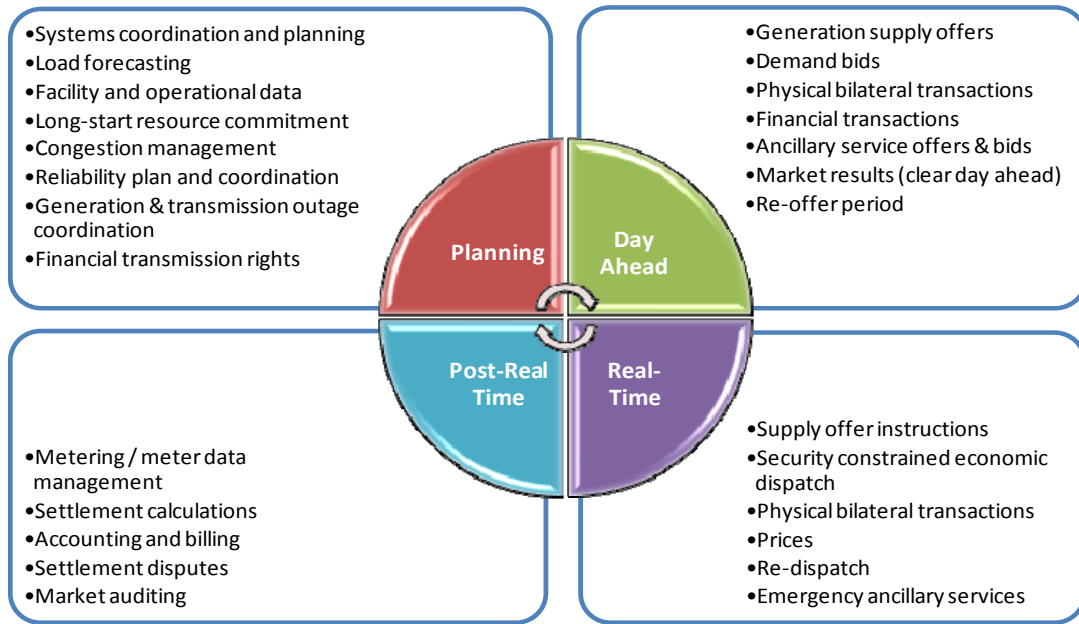 •Systems coordination and planning
•Load forecasting
•Facility and operational data
•Long-start resource commitment
•Congestion management
•Reliability plan and coordination
•Generation & transmission outage
coordination
•Financial transmission rights
•Generation supply offers
•Demand bids
•Physical bilateral transactions
•Financial transactions
•Ancillary service offers & bids
•Market results (clear day ahead)
•Re-offer period
Planning
Day
Ahead
Post-Real
Time
Real-
Time
•Metering / meter data
management
•Settlement calculations
•Accounting and billing
•Settlement disputes
•Market auditing
•Supply offer instructions
•Security constrained economic
dispatch
•Physical bilateral transactions
•Prices
•Re-dispatch
•Emergency ancillary services